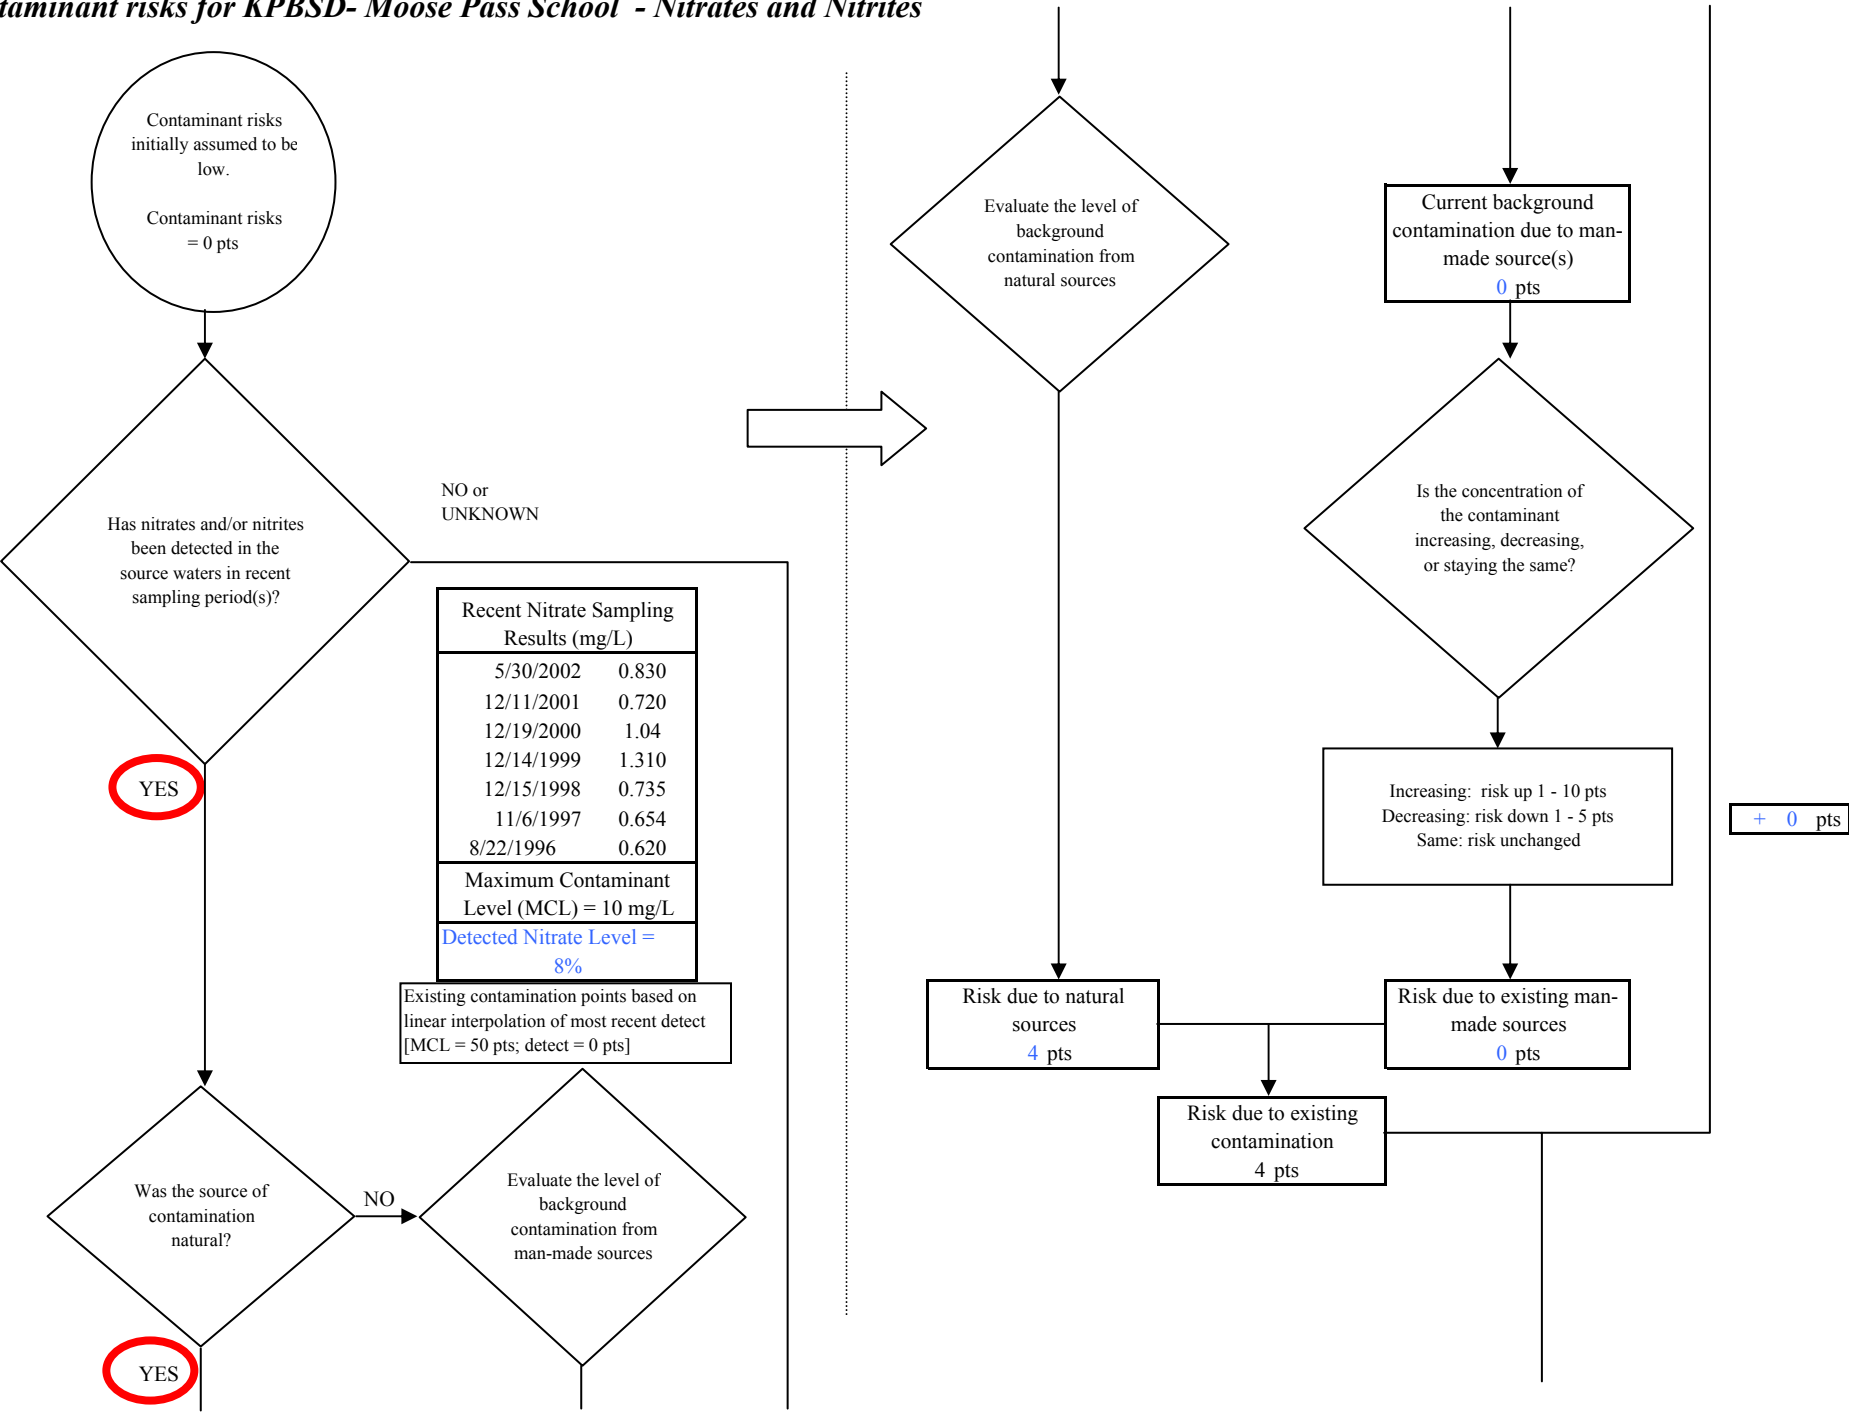 taminant risks for KPBSD- Moose Pass School - Nitrates and Nitrites
Contaminant risks
initially assumed to be
low.
Contaminant risks
= 0 pts
Has nitrates and/or nitrites
been detected in the
source waters in recent
sampling period(s)?
NO or
UNKNOWN
YES
Recent Nitrate Sampling
Results (mg/L)
5/30/2002 0.830
12/11/2001 0.720
12/19/2000 1.04
12/14/1999 1.310
12/15/1998 0.735
11/6/1997 0.654
8/22/1996 0.620
Maximum Contaminant
Level (MCL) = 10 mg/L
Detected Nitrate Level =
8%
Existing contamination points based on
linear interpolation of most recent detect
[MCL = 50 pts; detect = 0 pts]
Was the source of
contamination
natural?
NO
Evaluate the level of
background
contamination from
man-made sources
YES
Evaluate the level of
background
contamination from
natural sources
Current background
contamination due to man-
made source(s)
0 pts
Is the concentration of
the contaminant
increasing, decreasing,
or staying the same?
Increasing: risk up 1 - 10 pts
Decreasing: risk down 1 - 5 pts
Same: risk unchanged
+ 0 pts
Risk due to natural
sources
4 pts
Risk due to existing man-
made sources
0 pts
Risk due to existing
contamination
4 pts